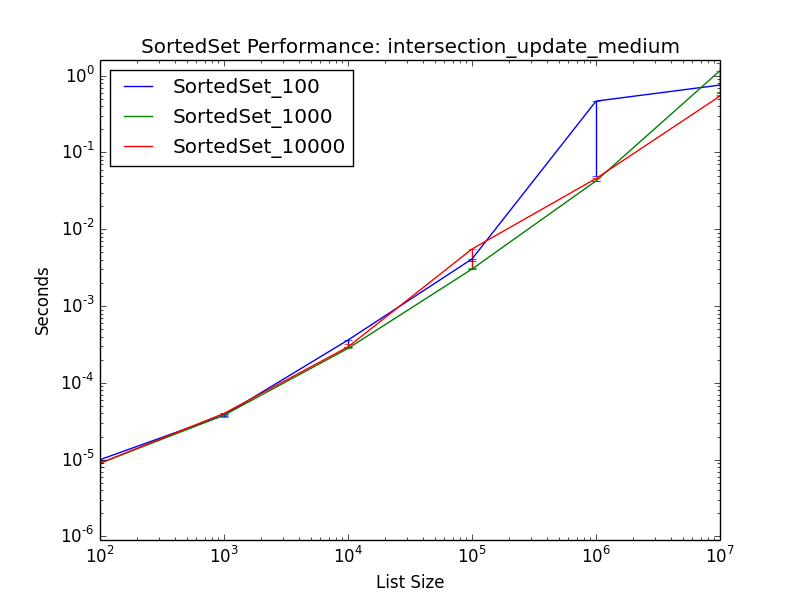 SortedSet Performance: intersection_update_medium
SortedSet_100
SortedSet_1000
SortedSet_10000
Seconds
10^0
10^-1
10^-2
10^-3
10^-4
10^-5
10^-6
10^2 10^3 10^4 10^5 10^6 10^7
List Size